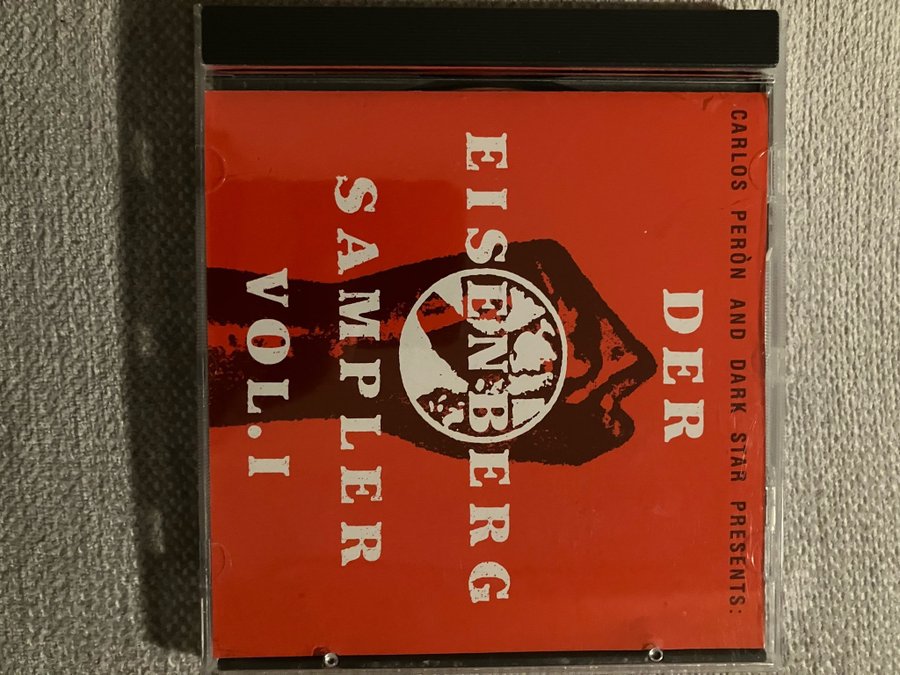 CARLOS PERÒN AND DARK STAR PRESENTS:
DER
EISENBERG
SAMPLER
VOL.I